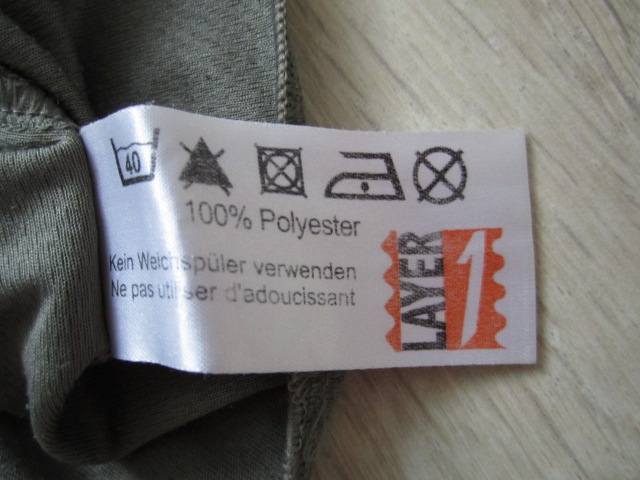 40
100% Polyester
Kein Weichspüler verwenden
Ne pas utiliser d'adoucissant
LAYER 1